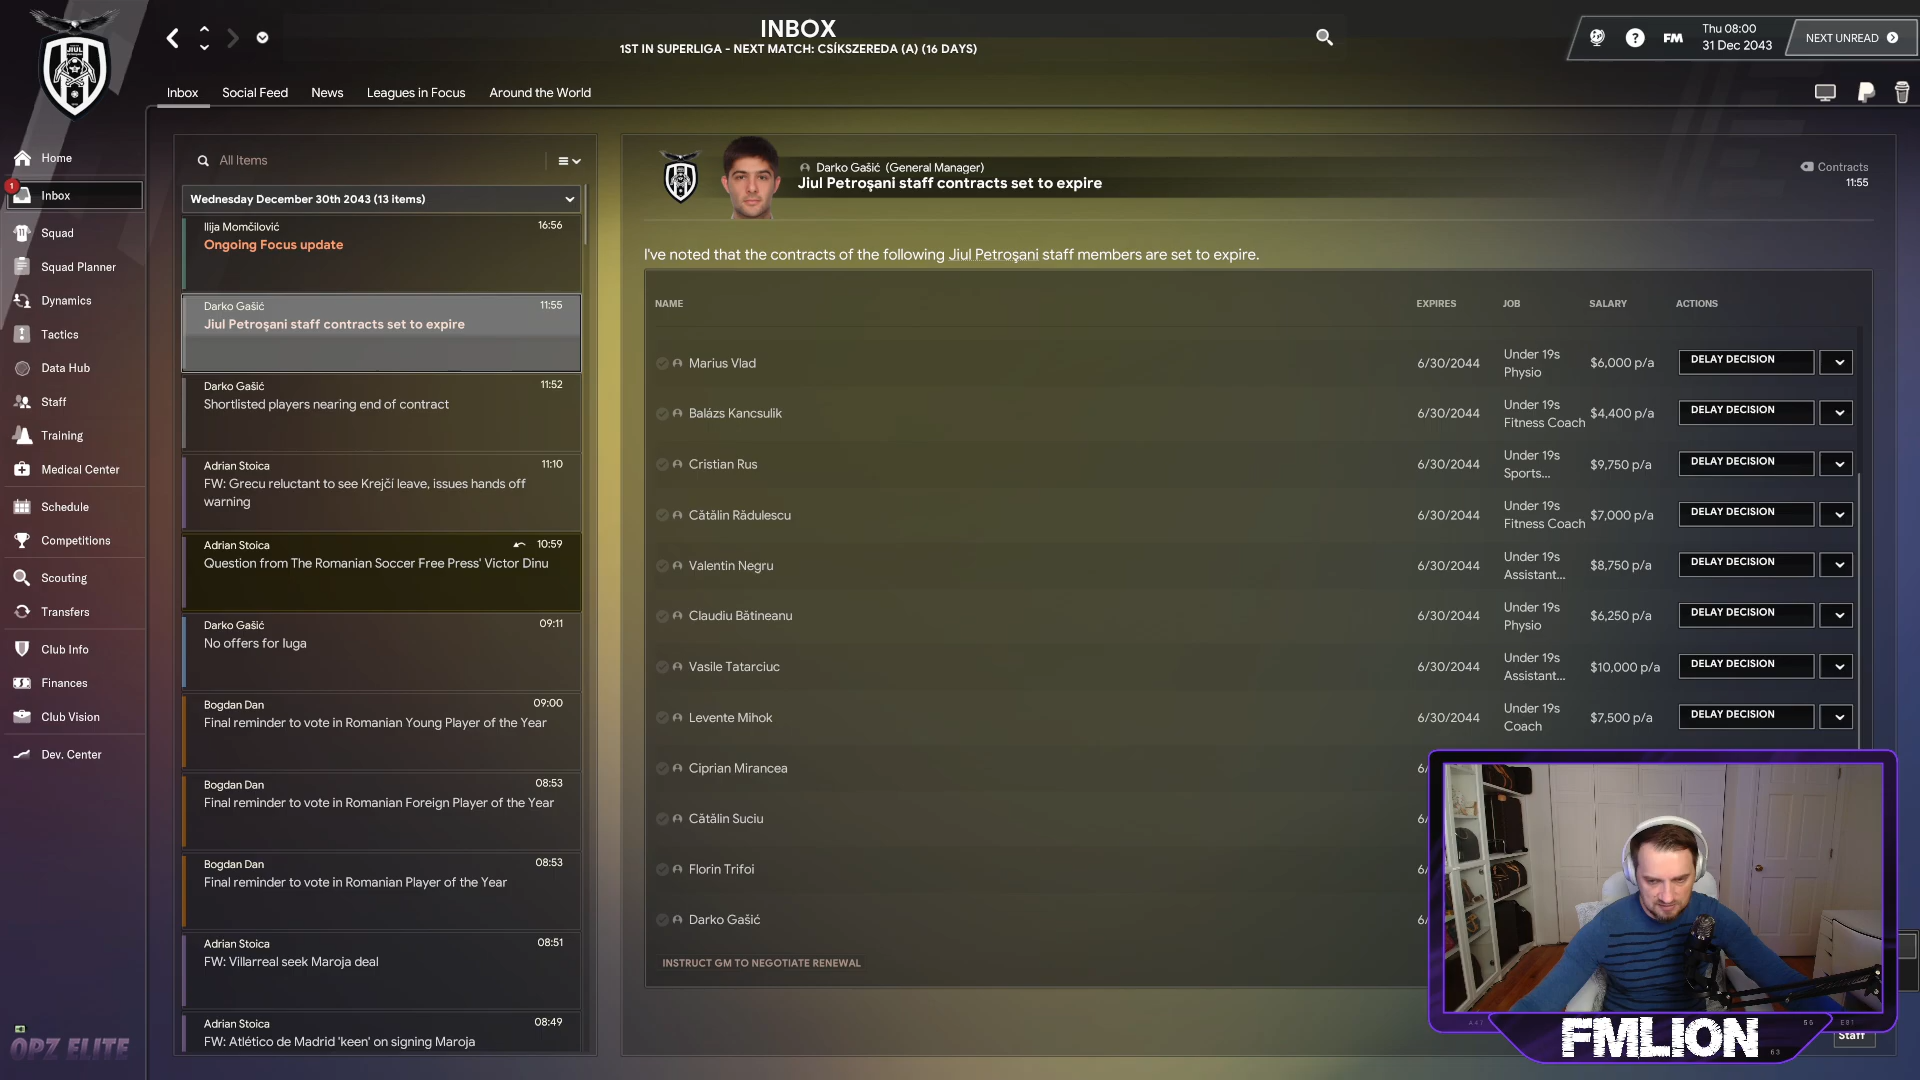 INBOX
1ST IN SUPERLIGA - NEXT MATCH: CSÍKSZEREDA (A) (16 DAYS)
FM
Thu 08:00
31 Dec 2043
NEXT UNREAD
Inbox
Social Feed
News
Leagues in Focus
Around the World
Home
1
Inbox
Squad
Squad Planner
Dynamics
Tactics
Data Hub
Staff
Training
Medical Center
Schedule
Competitions
Scouting
Transfers
Club Info
Finances
Club Vision
Dev. Center
OPZ ELITE
All Items
Wednesday December 30th 2043 (13 items)
Ilija Momčilović 16:56
Ongoing Focus update
Darko Gašić 11:55
Jiul Petroşani staff contracts set to expire
Darko Gašić 11:52
Shortlisted players nearing end of contract
Adrian Stoica 11:10
FW: Grecu reluctant to see Krejčí leave, issues hands off
warning
Adrian Stoica 10:59
Question from The Romanian Soccer Free Press' Victor Dinu
Darko Gašić 09:11
No offers for Iuga
Bogdan Dan 09:00
Final reminder to vote in Romanian Young Player of the Year
Bogdan Dan 08:53
Final reminder to vote in Romanian Foreign Player of the Year
Bogdan Dan 08:53
Final reminder to vote in Romanian Player of the Year
Adrian Stoica 08:51
FW: Villarreal seek Maroja deal
Adrian Stoica 08:49
FW: Atlético de Madrid 'keen' on signing Maroja
Darko Gašić (General Manager)
Jiul Petroşani staff contracts set to expire
Contracts
11:55
I've noted that the contracts of the following Jiul Petroşani staff members are set to expire.
NAME EXPIRES JOB SALARY ACTIONS
Marius Vlad 6/30/2044 Under 19s Physio $6,000 p/a DELAY DECISION
Balázs Kancsulik 6/30/2044 Under 19s Fitness Coach $4,400 p/a DELAY DECISION
Cristian Rus 6/30/2044 Under 19s Sports... $9,750 p/a DELAY DECISION
Cătălin Rădulescu 6/30/2044 Under 19s Fitness Coach $7,000 p/a DELAY DECISION
Valentin Negru 6/30/2044 Under 19s Assistant... $8,750 p/a DELAY DECISION
Claudiu Bătineanu 6/30/2044 Under 19s Physio $6,250 p/a DELAY DECISION
Vasile Tatarciuc 6/30/2044 Under 19s Assistant... $10,000 p/a DELAY DECISION
Levente Mihok 6/30/2044 Under 19s Coach $7,500 p/a DELAY DECISION
Ciprian Mirancea 6/
Cătălin Suciu 6/
Florin Trifoi 6/
Darko Gašić 6/
INSTRUCT GM TO NEGOTIATE RENEWAL
FMLION
Staff